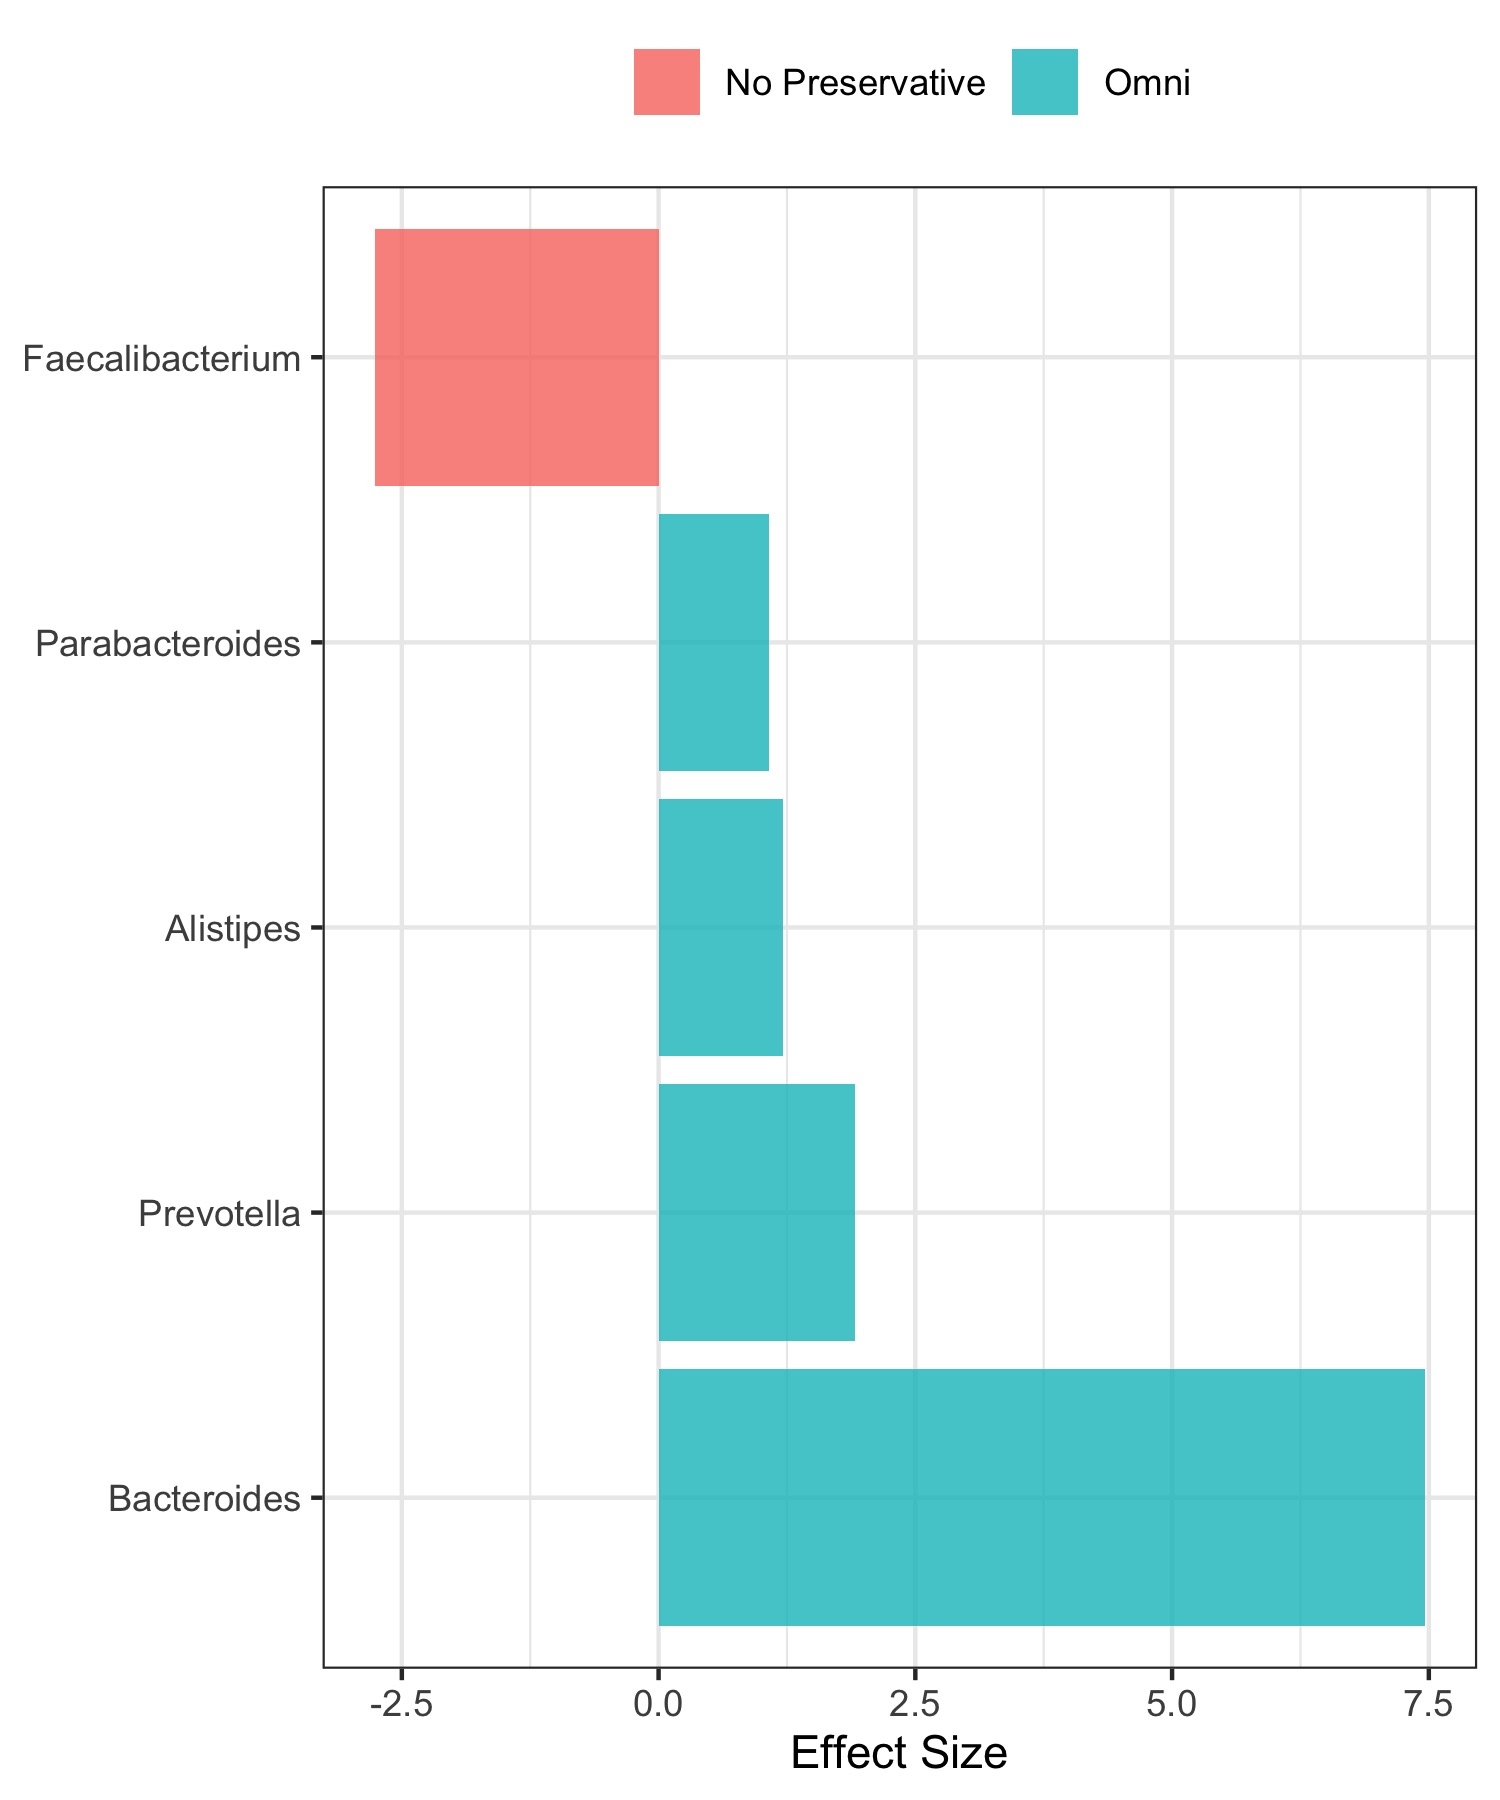 No Preservative Omni
Faecalibacterium
Parabacteroides
Alistipes
Prevotella
Bacteroides
-2.5 0.0 2.5 5.0 7.5
Effect Size